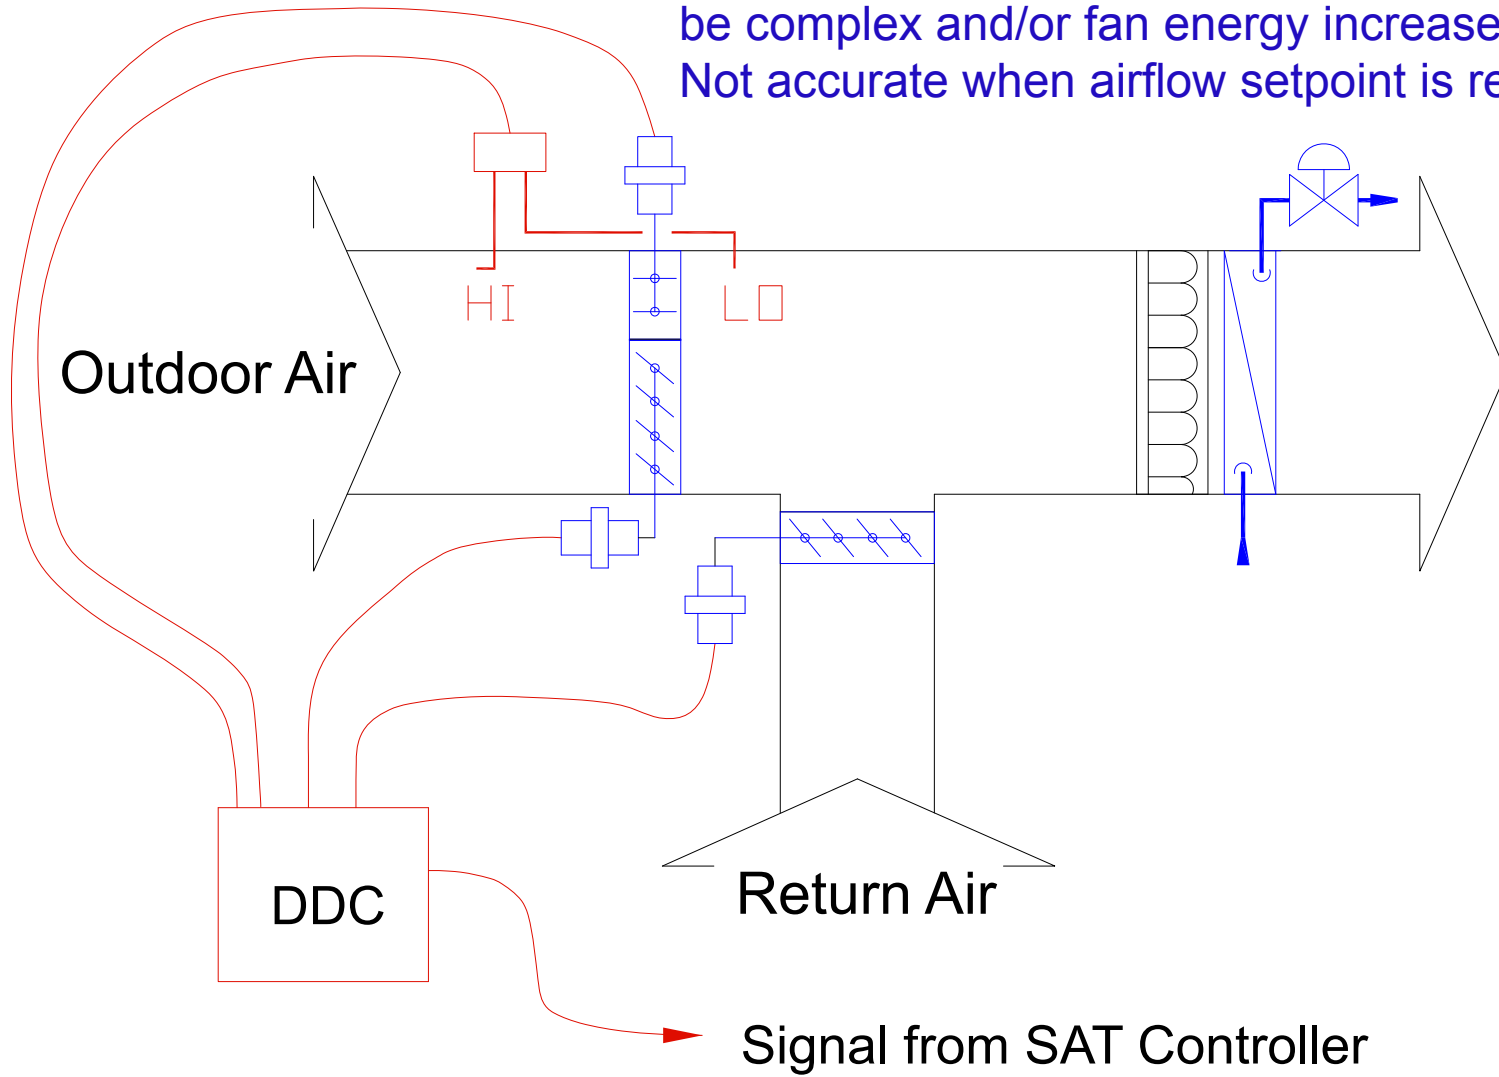 be complex and/or fan energy increase
Not accurate when airflow setpoint is re
HI
LO
Outdoor Air
DDC
Return Air
Signal from SAT Controller